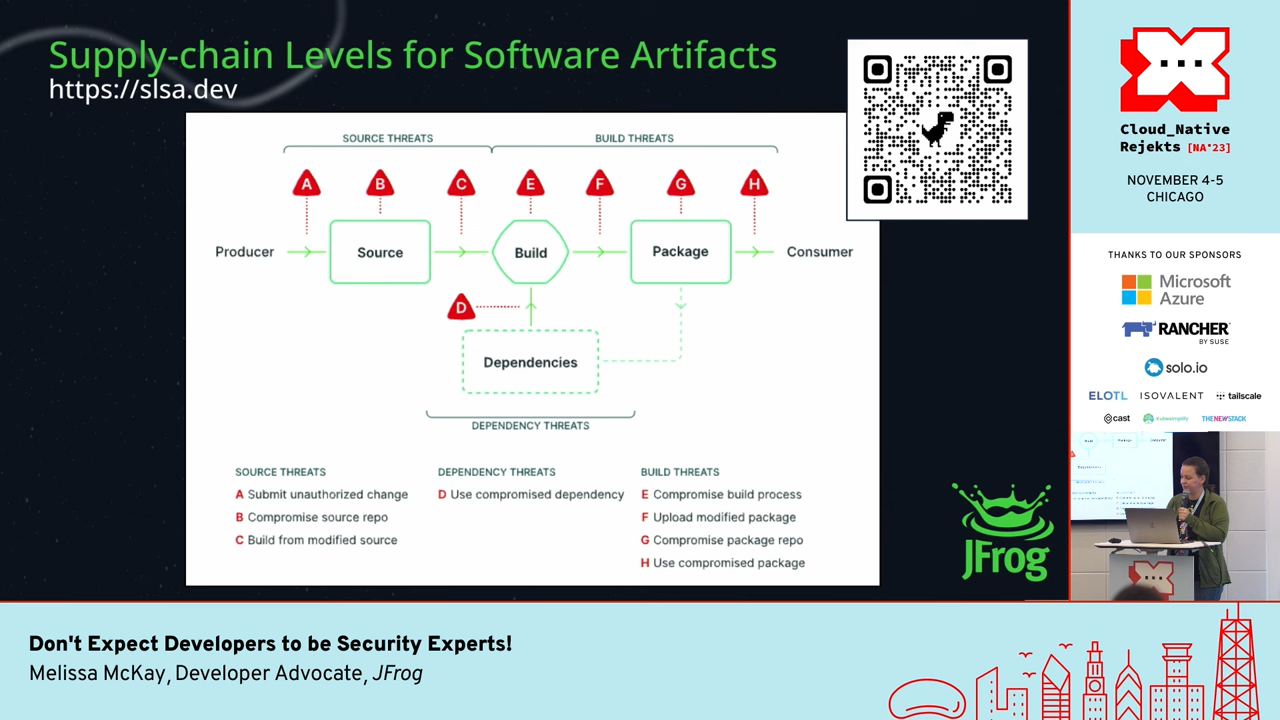 Supply-chain Levels for Software Artifacts
https://slsa.dev
SOURCE THREATS
BUILD THREATS
A
B
C
E
F
G
H
Producer
Source
Build
Package
Consumer
D
Dependencies
DEPENDENCY THREATS
SOURCE THREATS
A Submit unauthorized change
B Compromise source repo
C Build from modified source
DEPENDENCY THREATS
D Use compromised dependency
BUILD THREATS
E Compromise build process
F Upload modified package
G Compromise package repo
H Use compromised package
JFrog
Cloud_Native
Rejekts [NA'23]
NOVEMBER 4-5
CHICAGO
THANKS TO OUR SPONSORS
Microsoft
Azure
RANCHER
BY SUSE
solo.io
ELOTL
ISOVALENT
tailscale
cast
Kubesimplify
THENEWSTACK
Don't Expect Developers to be Security Experts!
Melissa McKay, Developer Advocate, JFrog